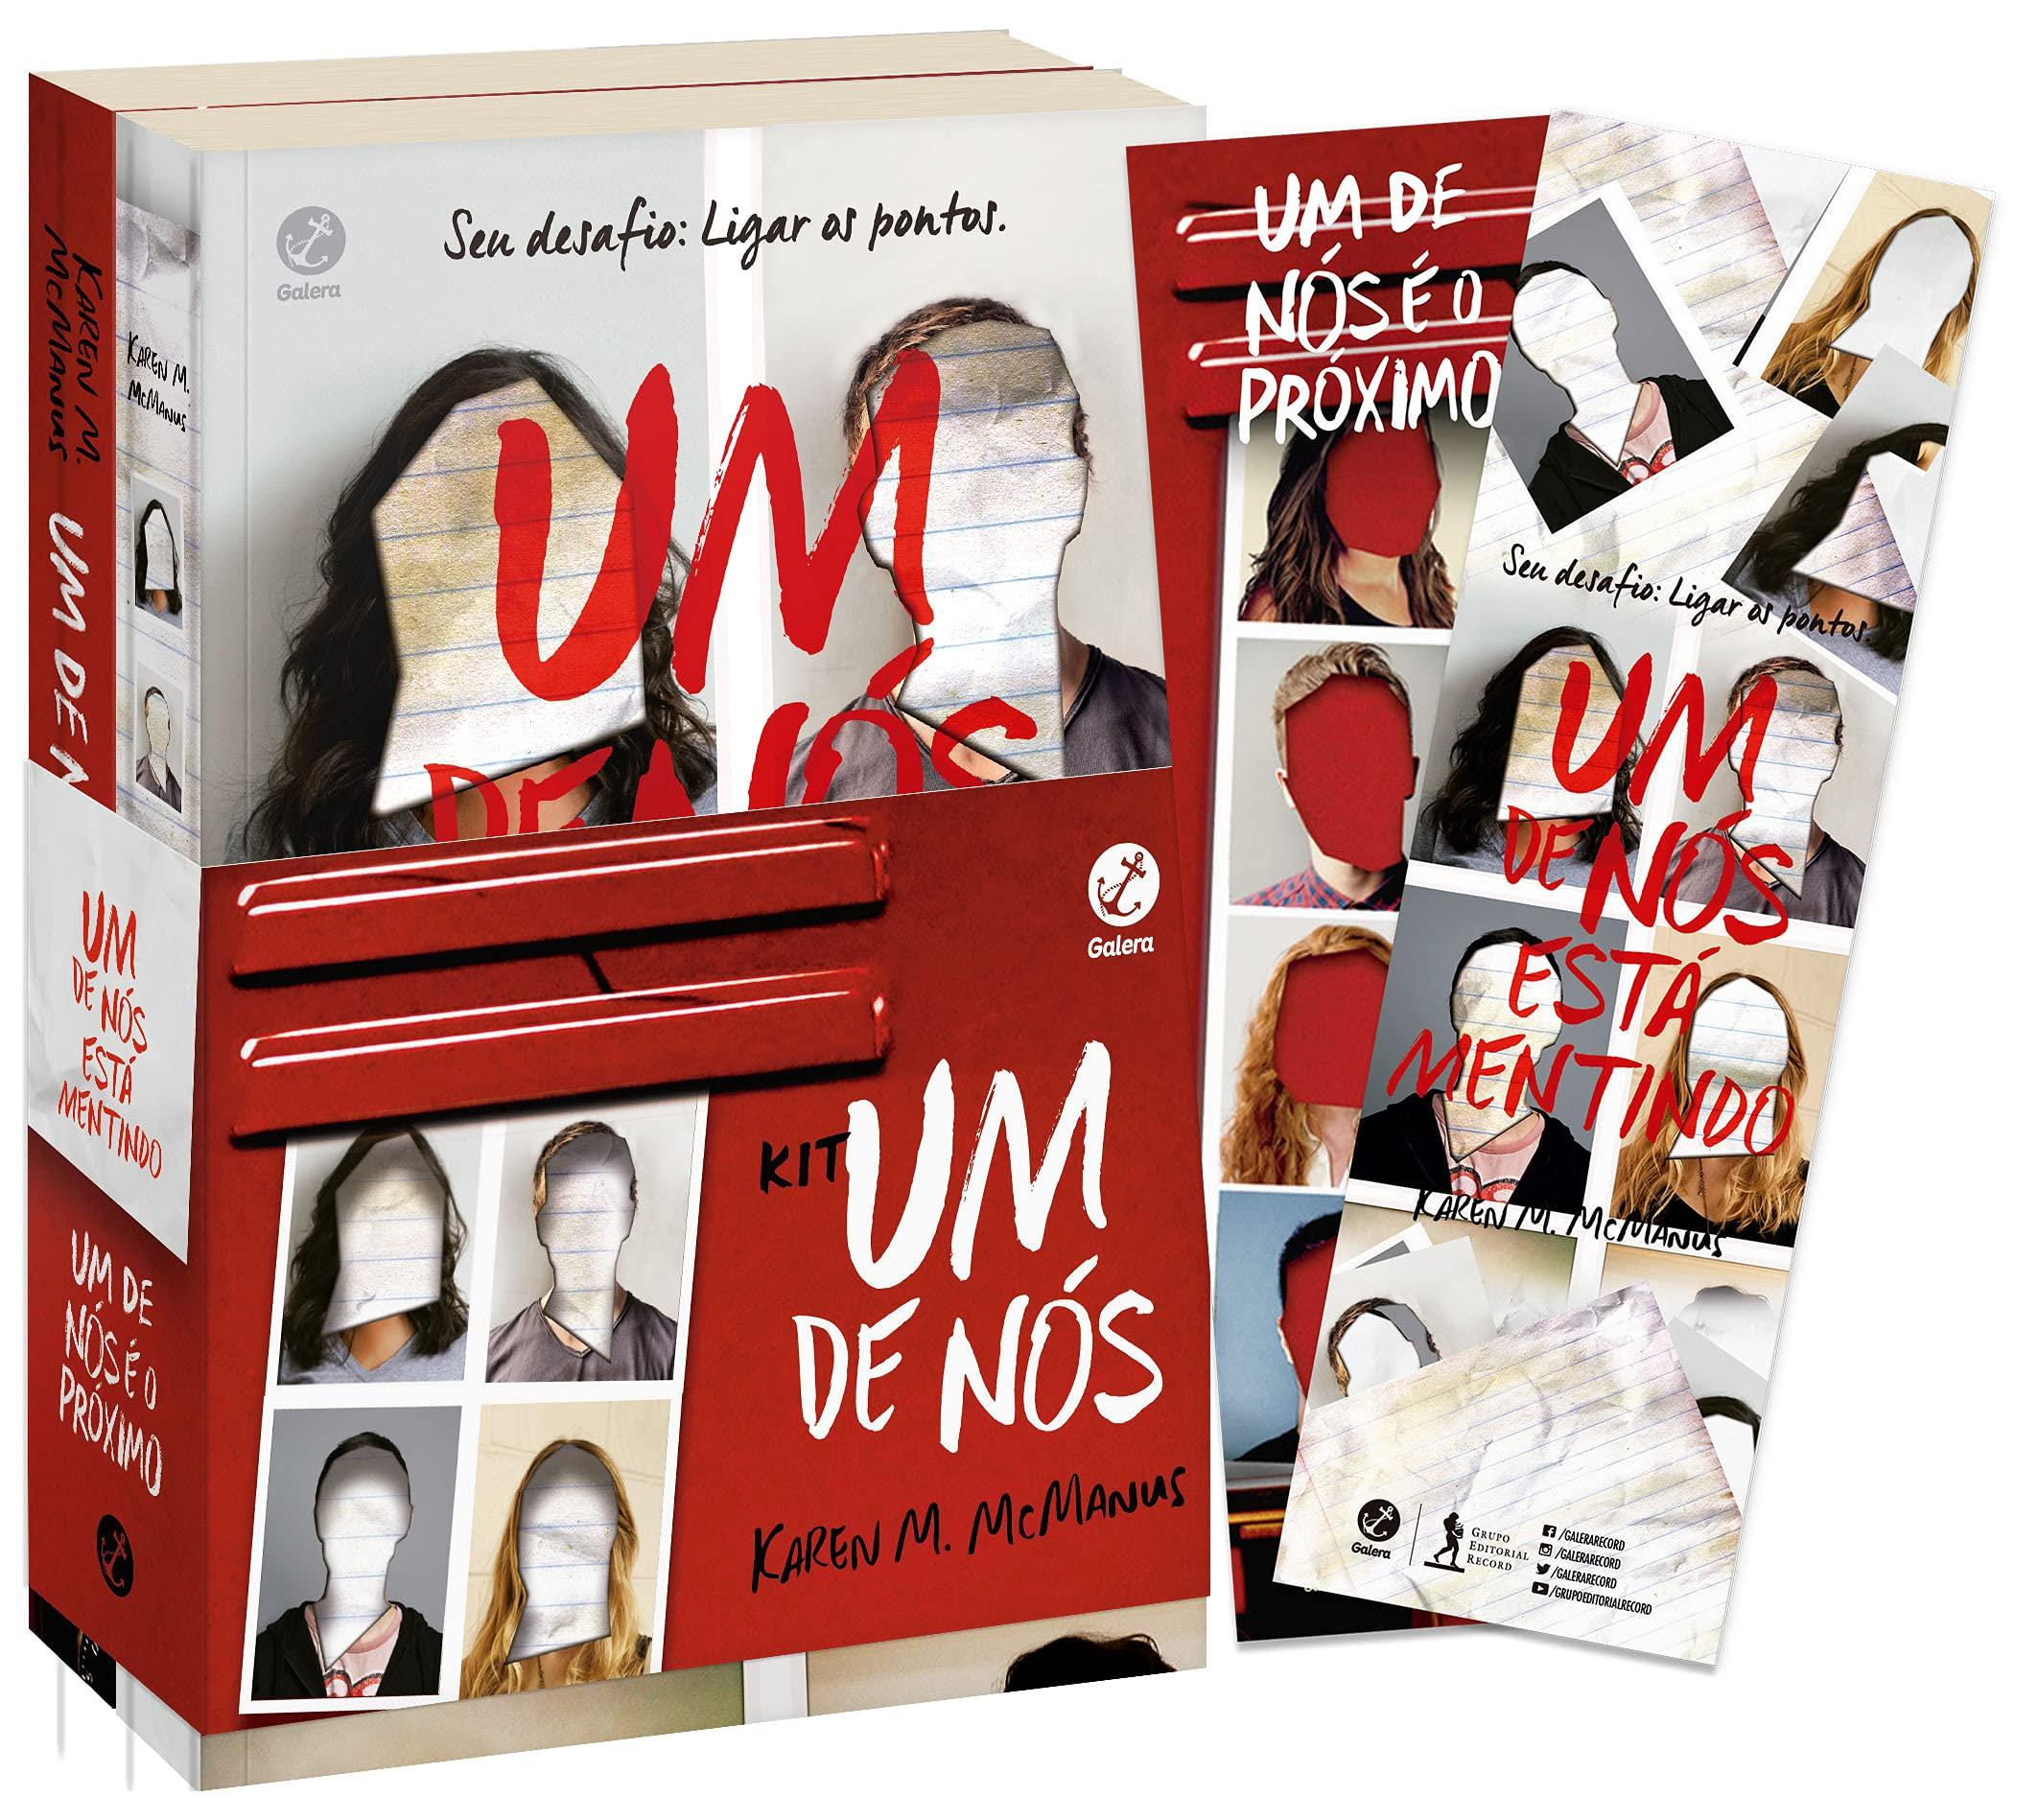 KAREN M.
McMANUS
UM DE N
KAREN M.
McMANUS
Galera
Seu desafio: Ligar os pontos.
UM
DE NÓS
UM
DE NÓS
ESTÁ
MENTINDO
UM DE
NÓS É O
PRÓXIMO
Galera
KIT UM
DE NÓS
KAREN M. McMANUS
UM DE
NÓS É O
PRÓXIMO
Seu desafio: Ligar os pontos.
UM
DE NÓS
ESTÁ
MENTINDO
KAREN M. McMANUS
Galera
GRUPO
EDITORIAL
RECORD
/GALERARECORD
/GALERARECORD
/GALERARECORD
/GRUPOEDITORIALRECORD